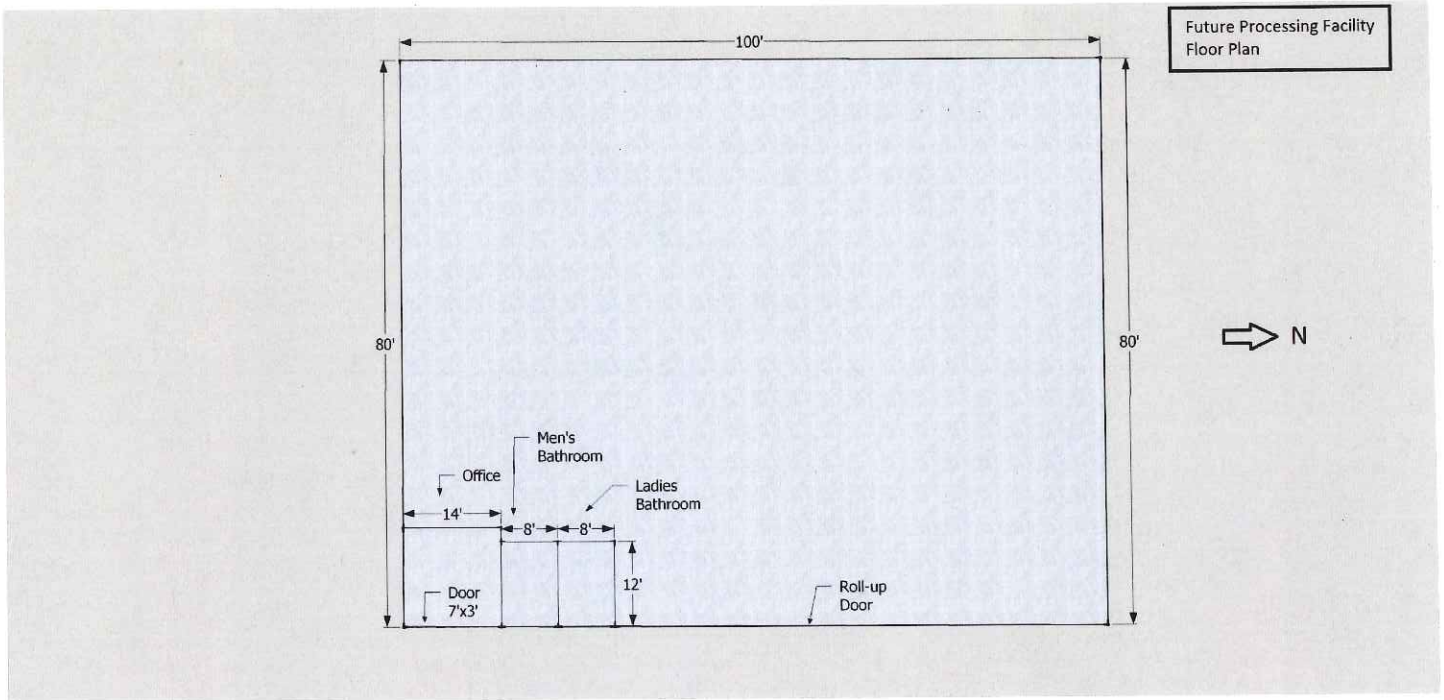 Future Processing Facility
Floor Plan
100'
80'
80'
N
Men's
Bathroom
Office
Ladies
Bathroom
14'
8'
8'
12'
Door
7'x3'
Roll-up
Door